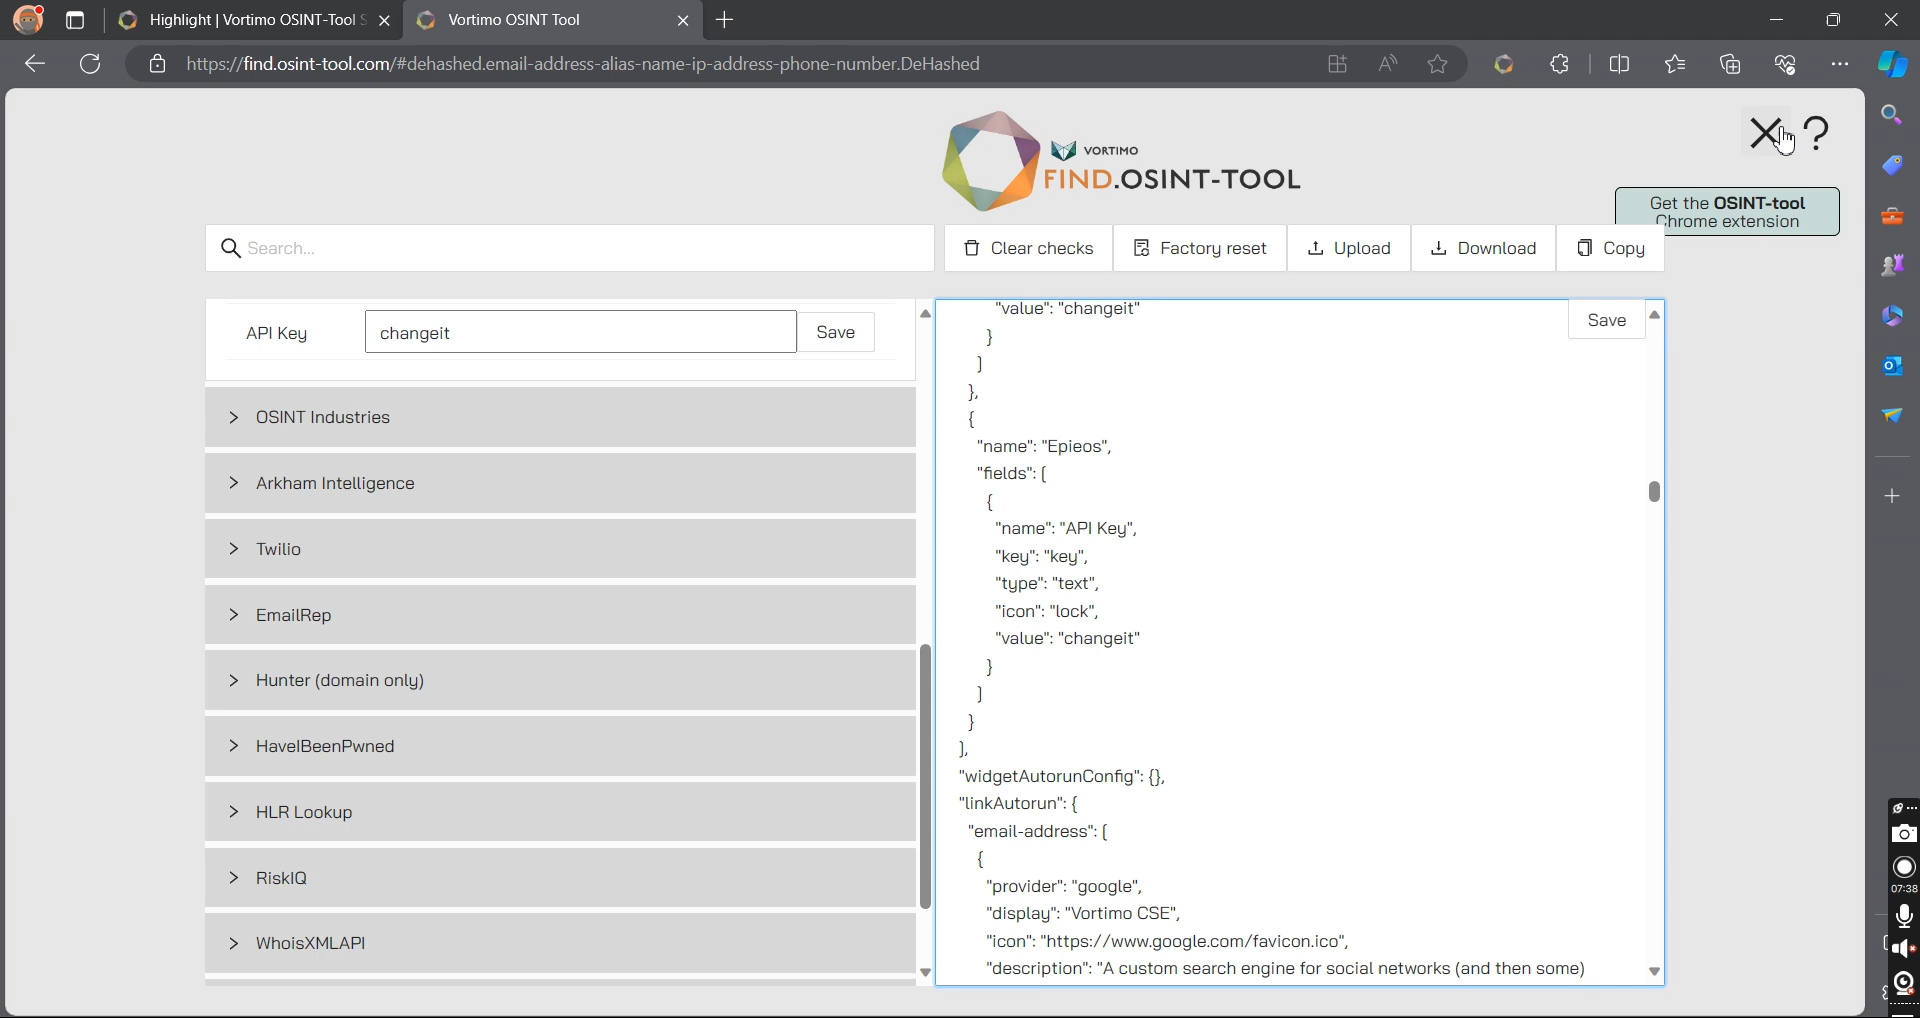 Highlight | Vortimo OSINT-Tool S
Vortimo OSINT Tool
https://find.osint-tool.com/#dehashed.email-address-alias-name-ip-address-phone-number.DeHashed
VORTIMO
FIND.OSINT-TOOL
Get the OSINT-tool
Chrome extension
Search...
Clear checks
Factory reset
Upload
Download
Copy
API Key
changeit
Save
OSINT Industries
Arkham Intelligence
Twilio
EmailRep
Hunter (domain only)
HaveIBeenPwned
HLR Lookup
RiskIQ
WhoisXMLAPI
Save
"value": "changeit"
}
]
},
{
"name": "Epieos",
"fields": [
{
"name": "API Key",
"key": "key",
"type": "text",
"icon": "lock",
"value": "changeit"
}
]
}
],
"widgetAutorunConfig": {},
"linkAutorun": {
"email-address": [
{
"provider": "google",
"display": "Vortimo CSE",
"icon": "https://www.google.com/favicon.ico",
"description": "A custom search engine for social networks (and then some)
07:38